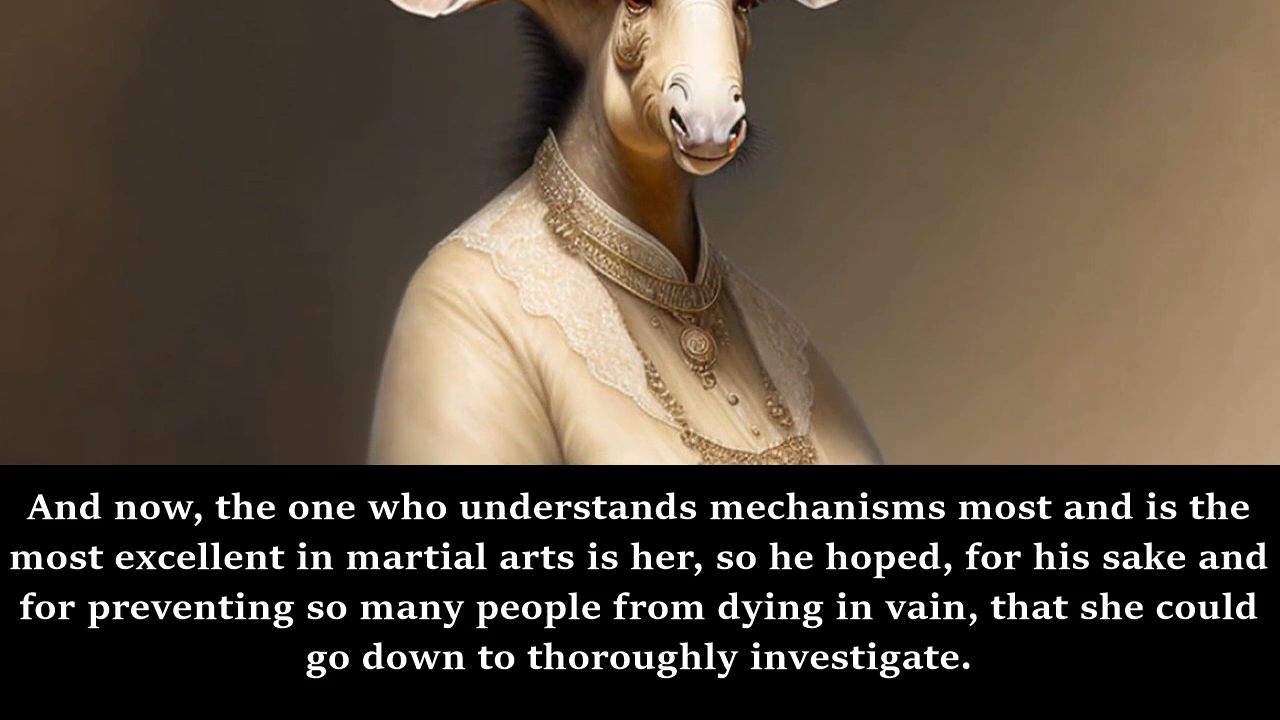 And now, the one who understands mechanisms most and is the
most excellent in martial arts is her, so he hoped, for his sake and
for preventing so many people from dying in vain, that she could
go down to thoroughly investigate.